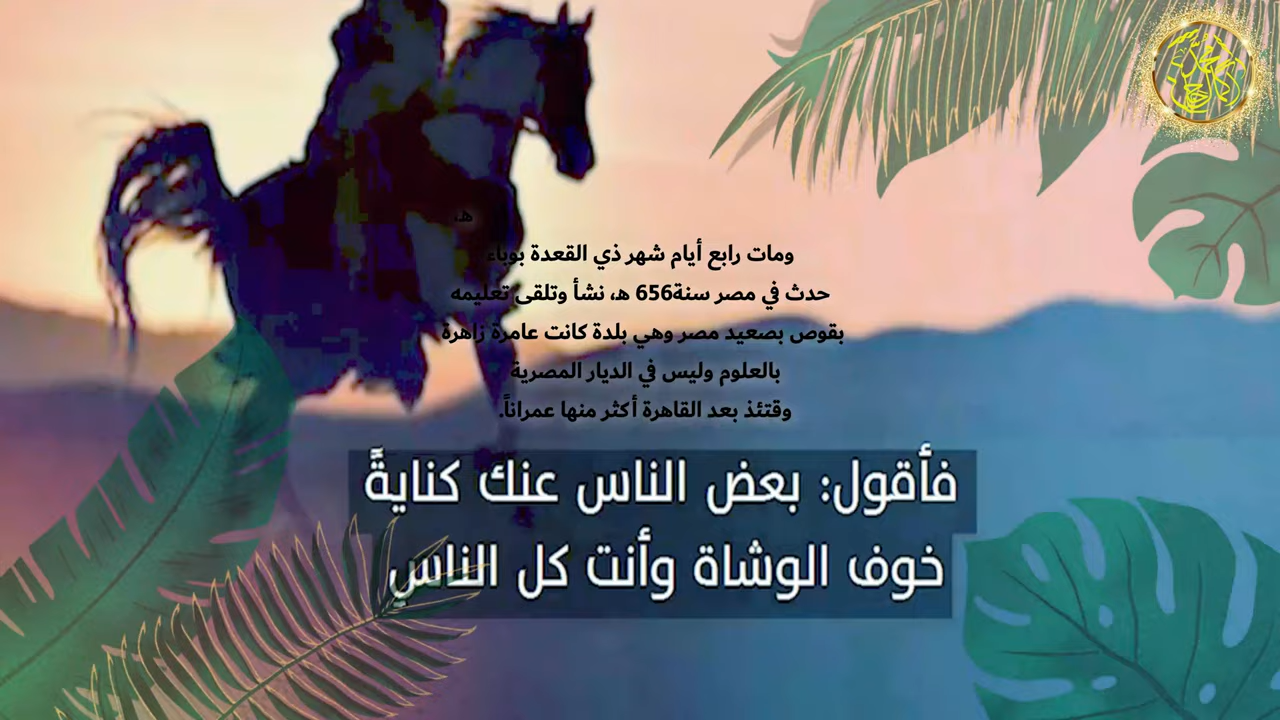 هـ،
ومات رابع أيام شهر ذي القعدة بوباء
حدث في مصر سنة656 هـ، نشأ وتلقى تعليمه
بقوص بصعيد مصر وهي بلدة كانت عامرة زاهرة
بالعلوم وليس في الديار المصرية
وقتئذ بعد القاهرة أكثر منها عمراناً.
فأقول: بعض الناس عنك كنايةً
خوف الوشاة وأنت كل الناسِ